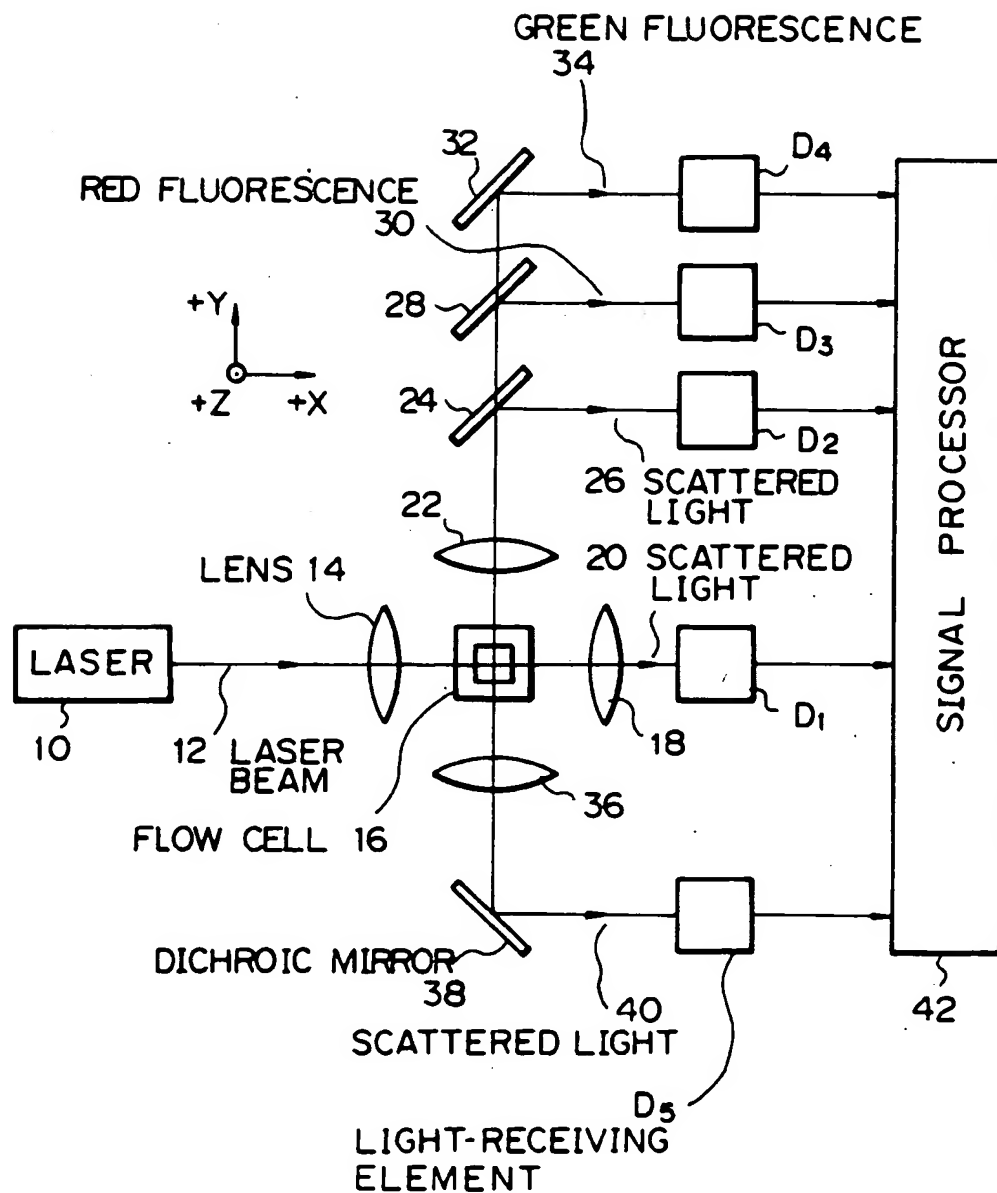 GREEN FLUORESCENCE
34
32
D4
RED FLUORESCENCE
30
28
D3
+Y
+Z
+X
24
D2
26 SCATTERED
LIGHT
22
20 SCATTERED
LIGHT
LENS 14
LASER
10
12 LASER
BEAM
18
D1
36
FLOW CELL 16
SIGNAL PROCESSOR
DICHROIC MIRROR
38
40
SCATTERED LIGHT
42
D5
LIGHT-RECEIVING
ELEMENT